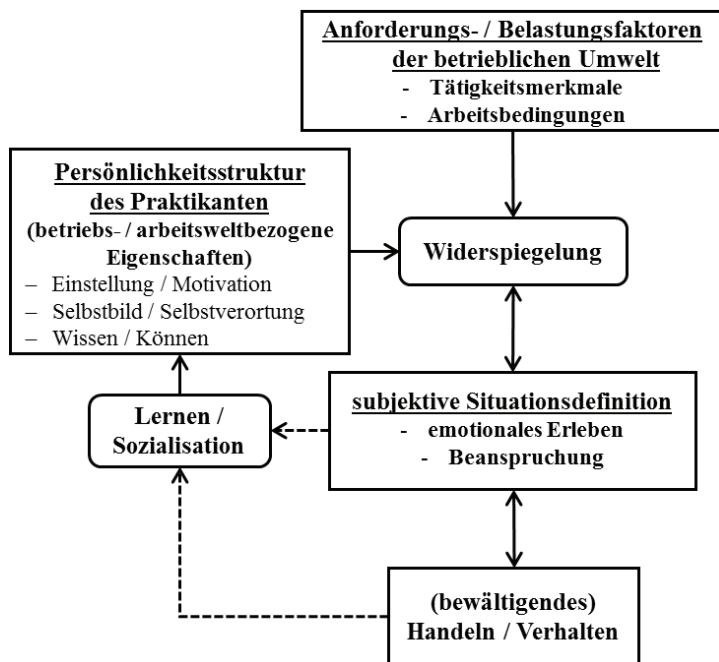 Anforderungs- / Belastungsfaktoren
der betrieblichen Umwelt
- Tätigkeitsmerkmale
- Arbeitsbedingungen
Persönlichkeitsstruktur
des Praktikanten
(betriebs- / arbeitsweltbezogene
Eigenschaften)
– Einstellung / Motivation
– Selbstbild / Selbstverortung
– Wissen / Können
Widerspiegelung
Lernen /
Sozialisation
subjektive Situationsdefinition
- emotionales Erleben
- Beanspruchung
(bewältigendes)
Handeln / Verhalten